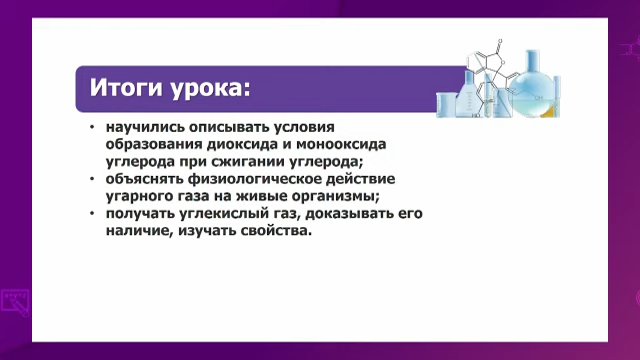 Итоги урока:
• научились описывать условия
образования диоксида и монооксида
углерода при сжигании углерода;
• объяснять физиологическое действие
угарного газа на живые организмы;
• получать углекислый газ, доказывать его
наличие, изучать свойства.